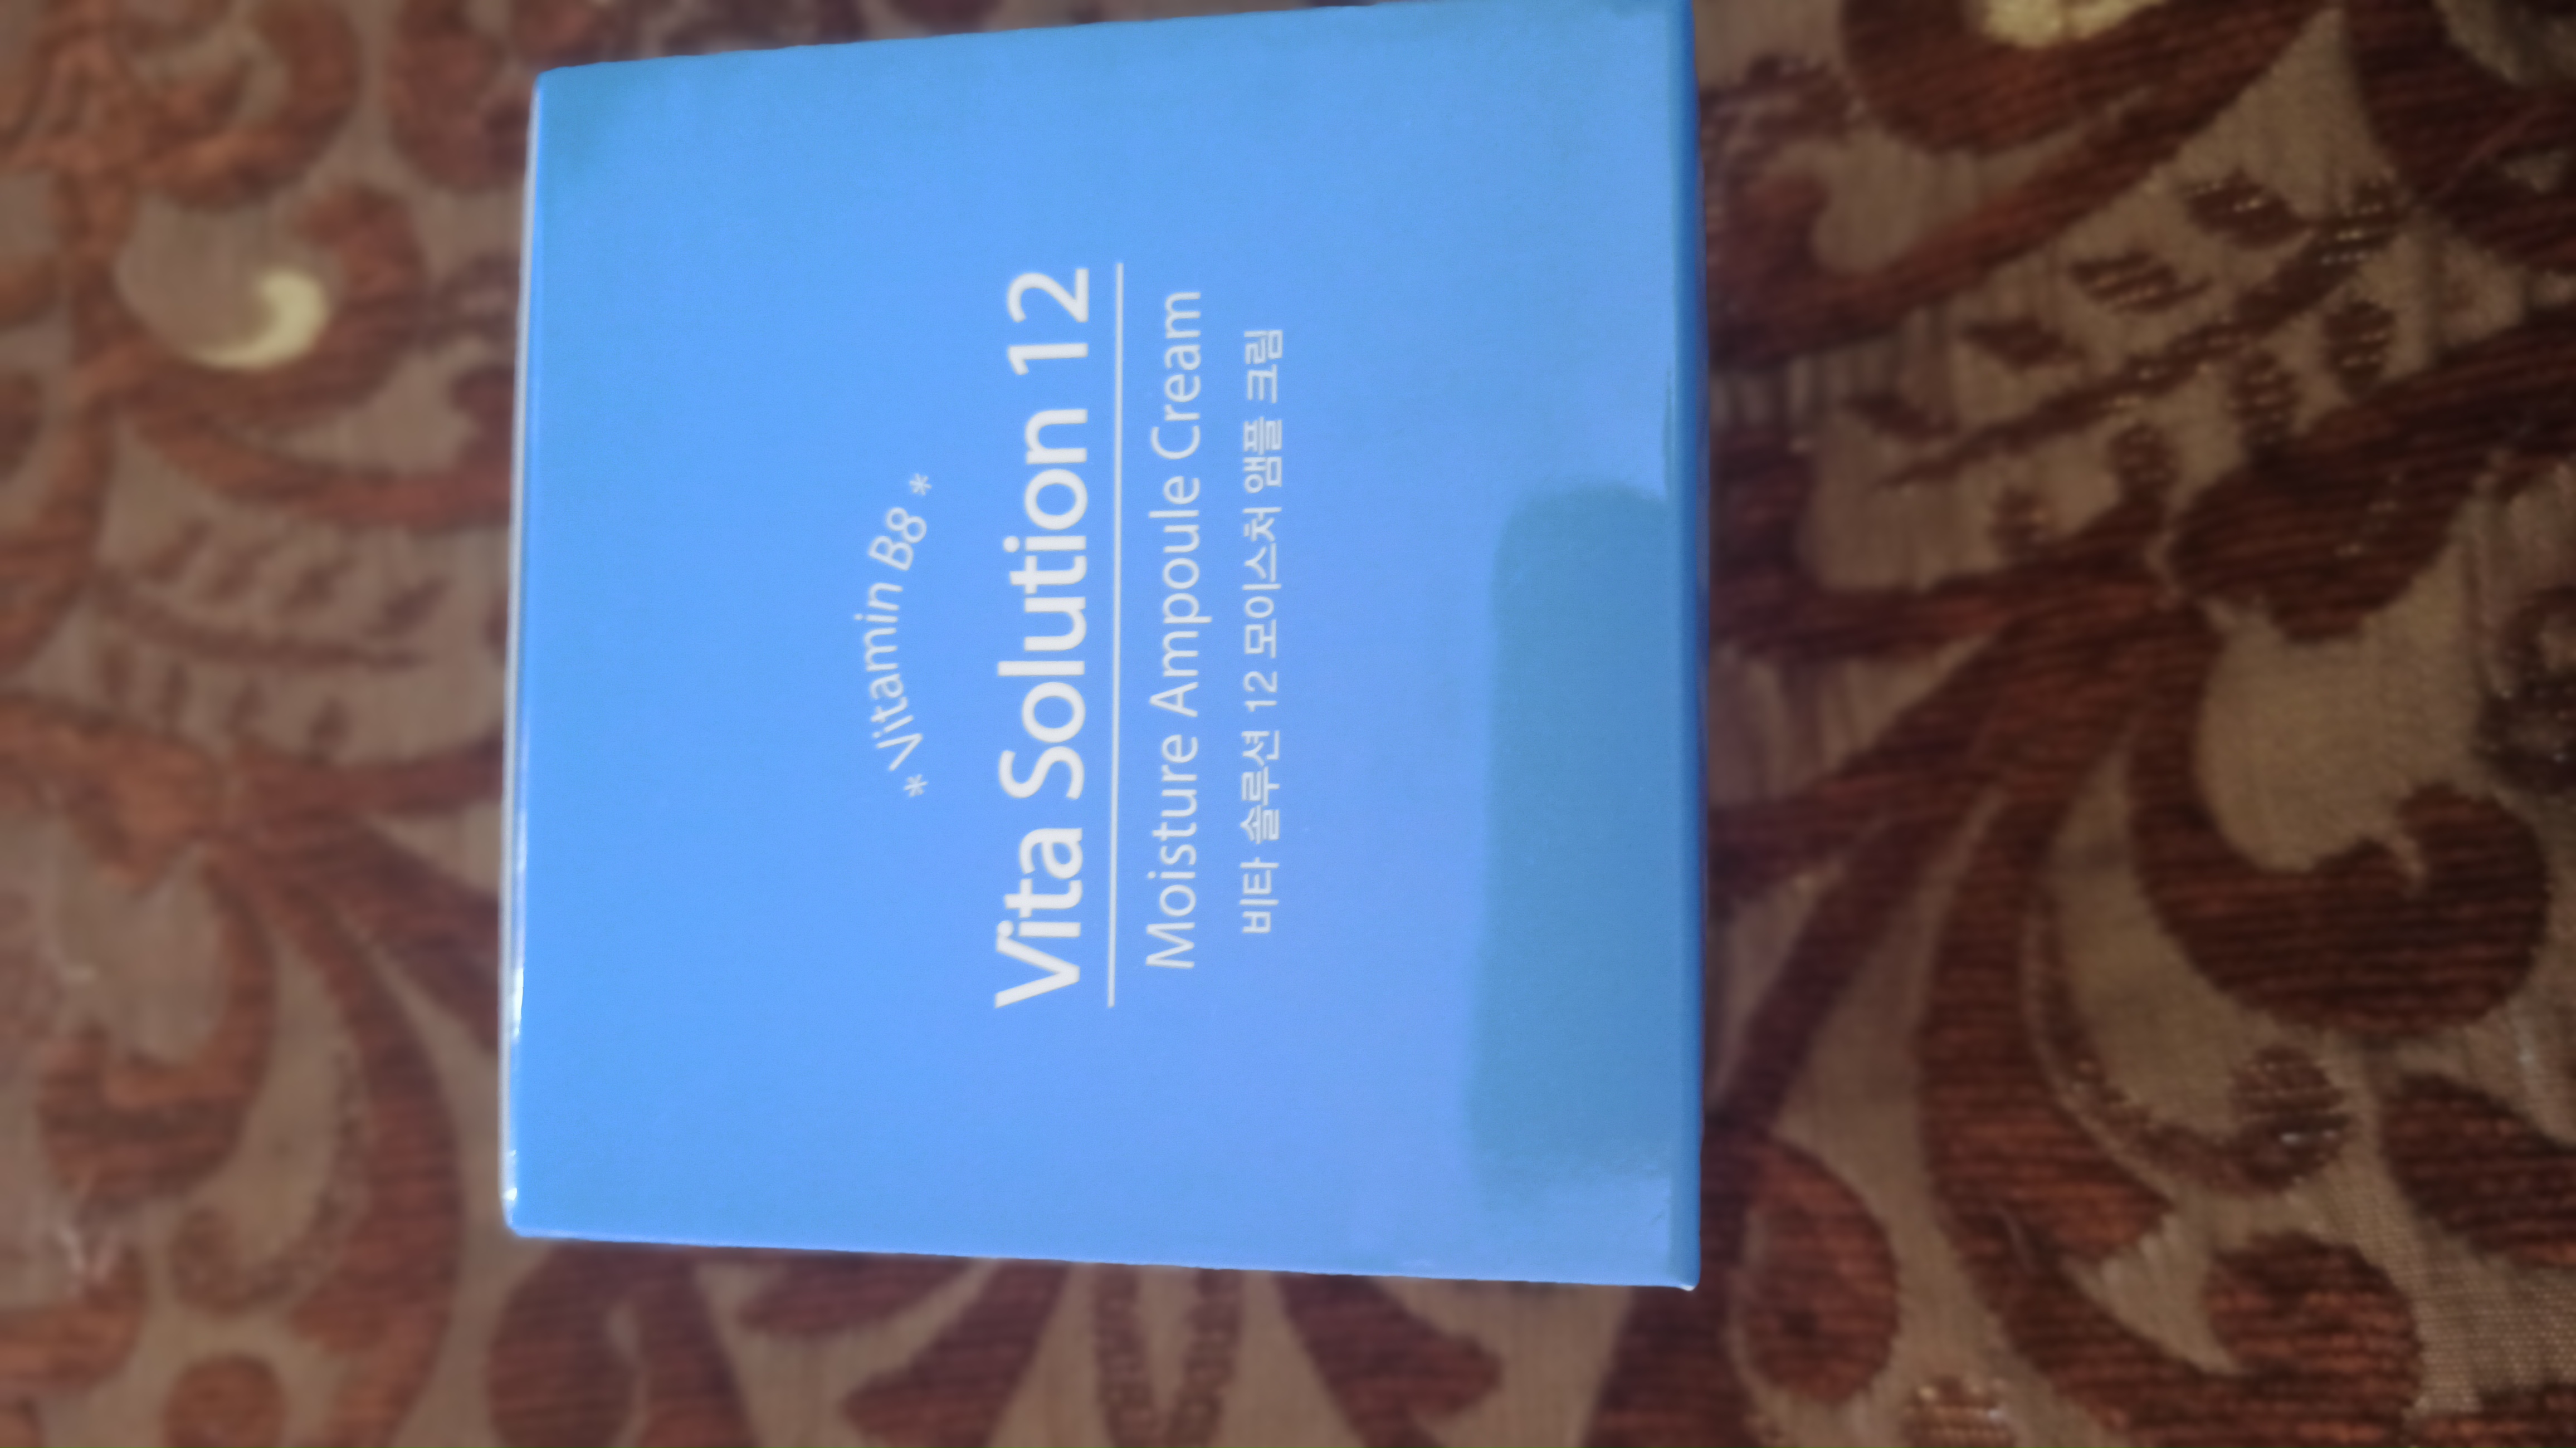 * Vitamin B8 *
Vita Solution 12
Moisture Ampoule Cream
비타 솔루션 12 모이스처 앰플 크림